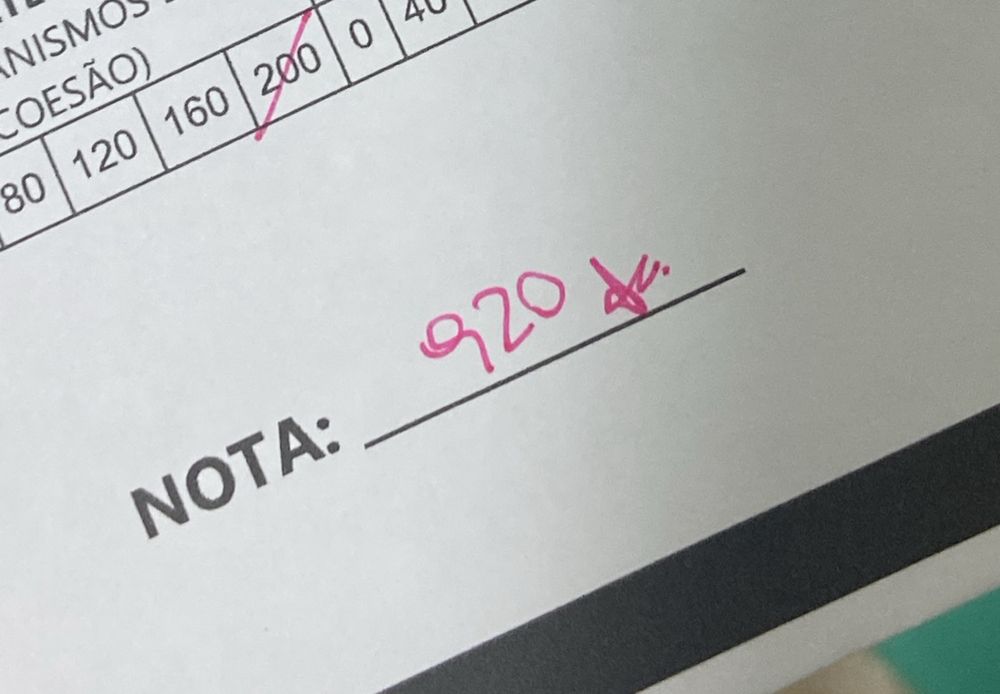 ANISMOS
COESÃO)
80 120 160 200 0 40
920
NOTA: